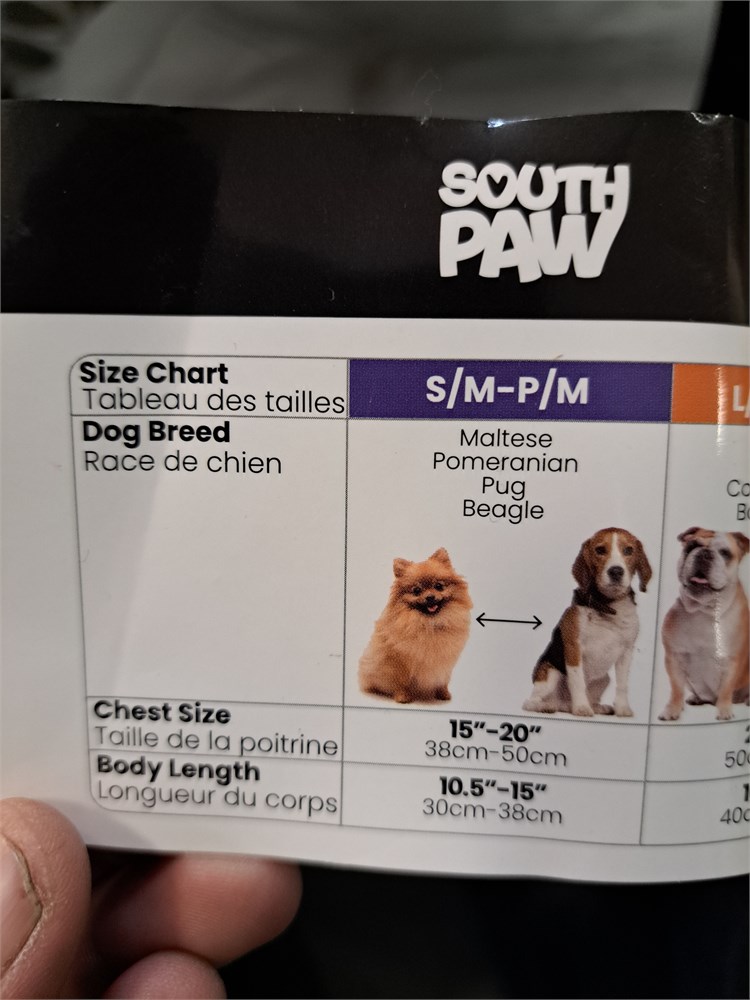 SOUTH
PAW
Size Chart
Tableau des tailles
S/M-P/M
Dog Breed
Race de chien
Maltese
Pomeranian
Pug
Beagle
Chest Size
Taille de la poitrine
15”-20”
38cm-50cm
Body Length
Longueur du corps
10.5”-15”
30cm-38cm